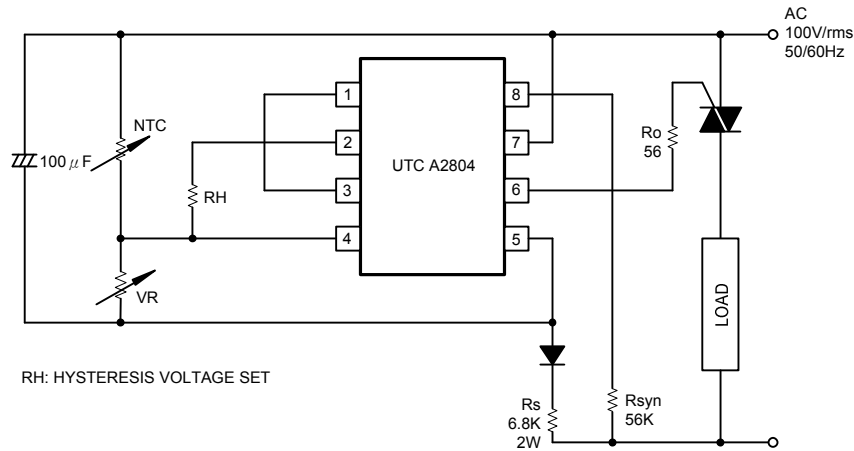 AC
100V/rms
50/60Hz
1
8
NTC
2
7
Ro
56
100μF
UTC A2804
RH
3
6
4
5
VR
LOAD
RH: HYSTERESIS VOLTAGE SET
Rs
6.8K
2W
Rsyn
56K